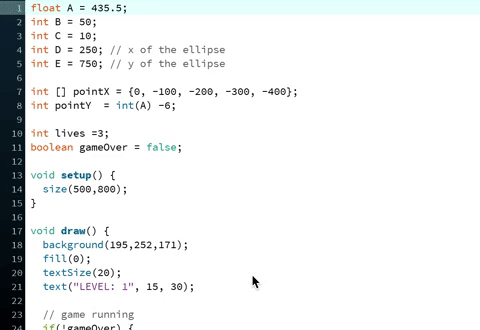 1 float A = 435.5;
2 int B = 50;
3 int C = 10;
4 int D = 250; // x of the ellipse
5 int E = 750; // y of the ellipse
6
7 int [] pointX = {0, -100, -200, -300, -400};
8 int pointY  = int(A) -6;
9
10 int lives =3;
11 boolean gameOver = false;
12
13 void setup() {
14   size(500,800);
15 }
16
17 void draw() {
18   background(195,252,171);
19   fill(0);
20   textSize(20);
21   text("LEVEL: 1", 15, 30);
22
23   // game running
24   if(!gameOver) {